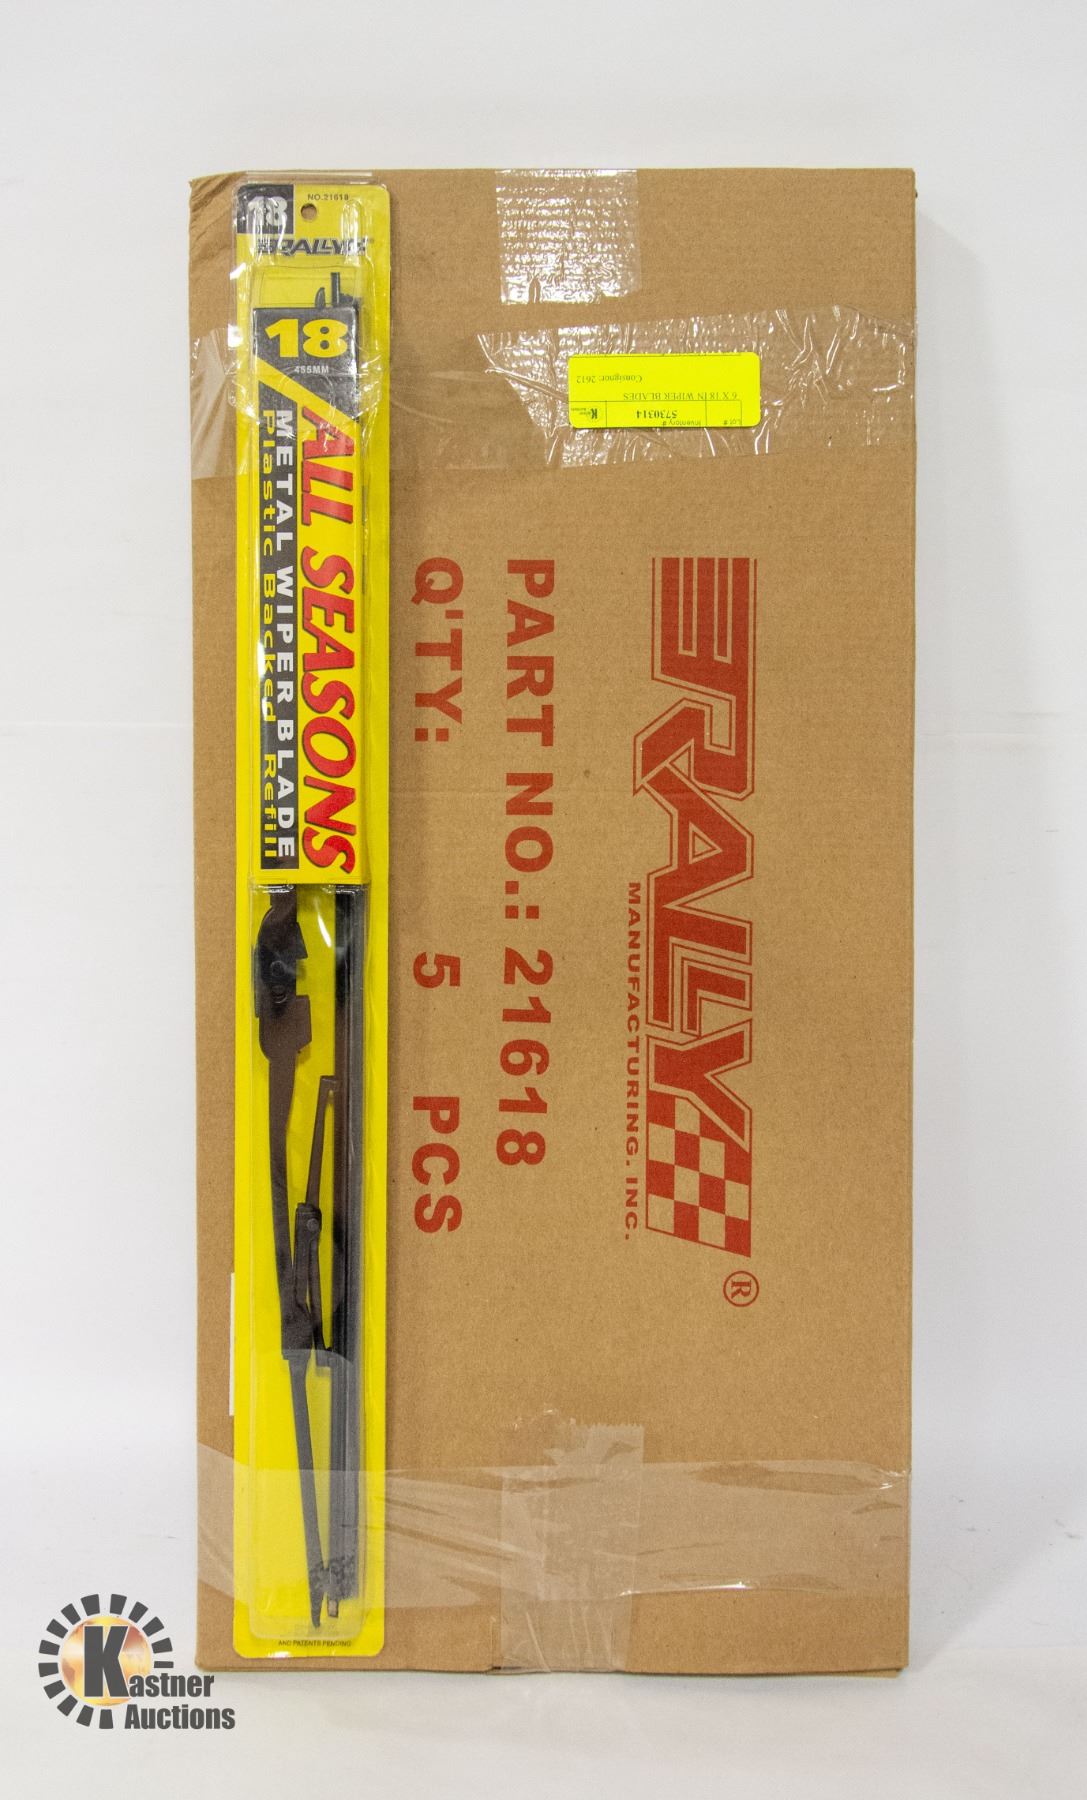 18
NO.21618
RALLY®
18
455MM
ALL SEASONS
METAL WIPER BLADE
Plastic Backed Refill
AND PATENTS PENDING
Lot #
Inventory #
5730314
K
6 X 18 IN WIPER BLADES
Consignor: 2612
RALLY®
MANUFACTURING. INC.
PART NO.: 21618
Q'TY: 5 PCS
Kastner
Auctions